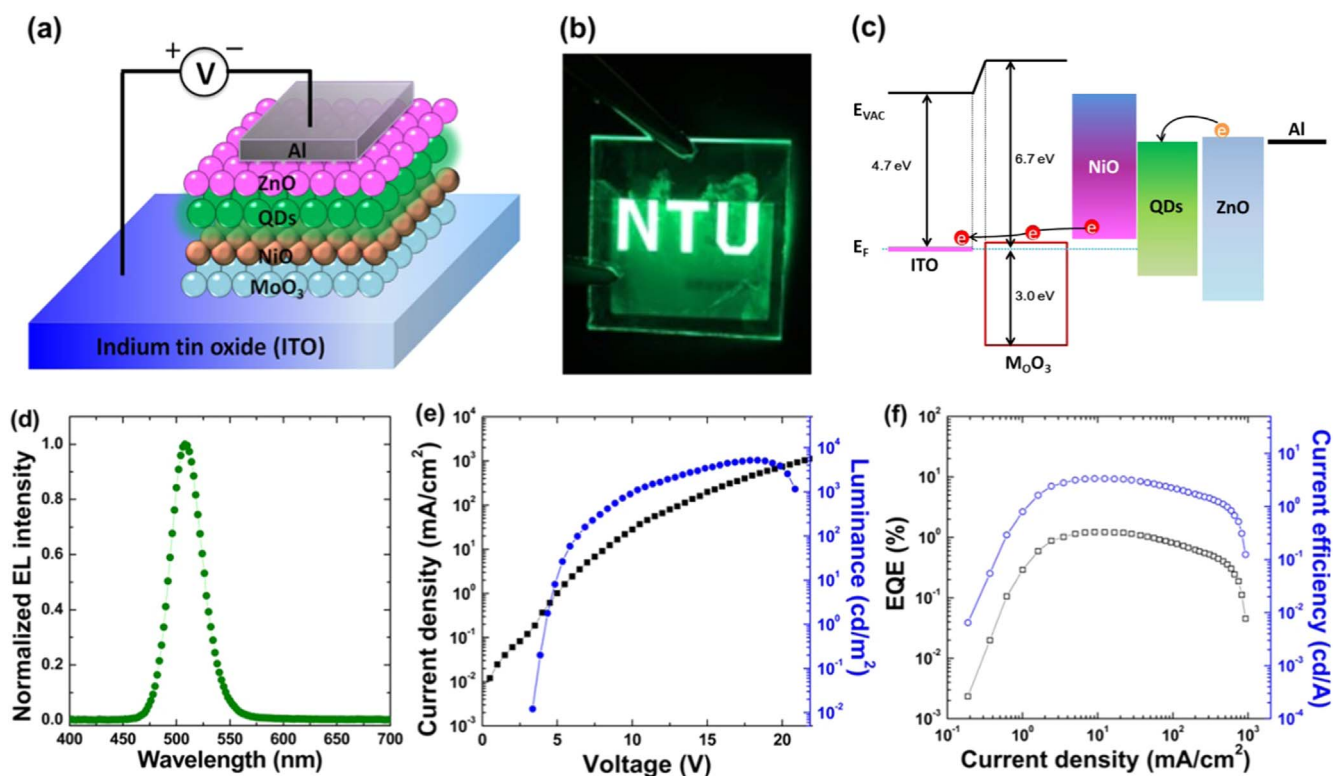 (a)
+ −
V
Al
ZnO
QDs
NiO
MoO₃
Indium tin oxide (ITO)
(b)
NTU
(c)
E_VAC
4.7 eV
6.7 eV
NiO
QDs
ZnO
Al
e
e
e
e
E_F
ITO
3.0 eV
M_OO₃
(d)
Normalized EL intensity
1.0
0.8
0.6
0.4
0.2
0.0
400 450 500 550 600 650 700
Wavelength (nm)
(e)
Current density (mA/cm²)
10⁴
10³
10²
10¹
10⁰
10⁻¹
10⁻²
10⁻³
0 5 10 15 20
Voltage (V)
10⁵
10⁴
10³
10²
10¹
10⁰
10⁻¹
10⁻²
Luminance (cd/m²)
(f)
EQE (%)
10²
10¹
10⁰
10⁻¹
10⁻²
10⁻³
10⁻¹ 10⁰ 10¹ 10² 10³
Current density (mA/cm²)
10¹
10⁰
10⁻¹
10⁻²
10⁻³
10⁻⁴
Current efficiency (cd/A)